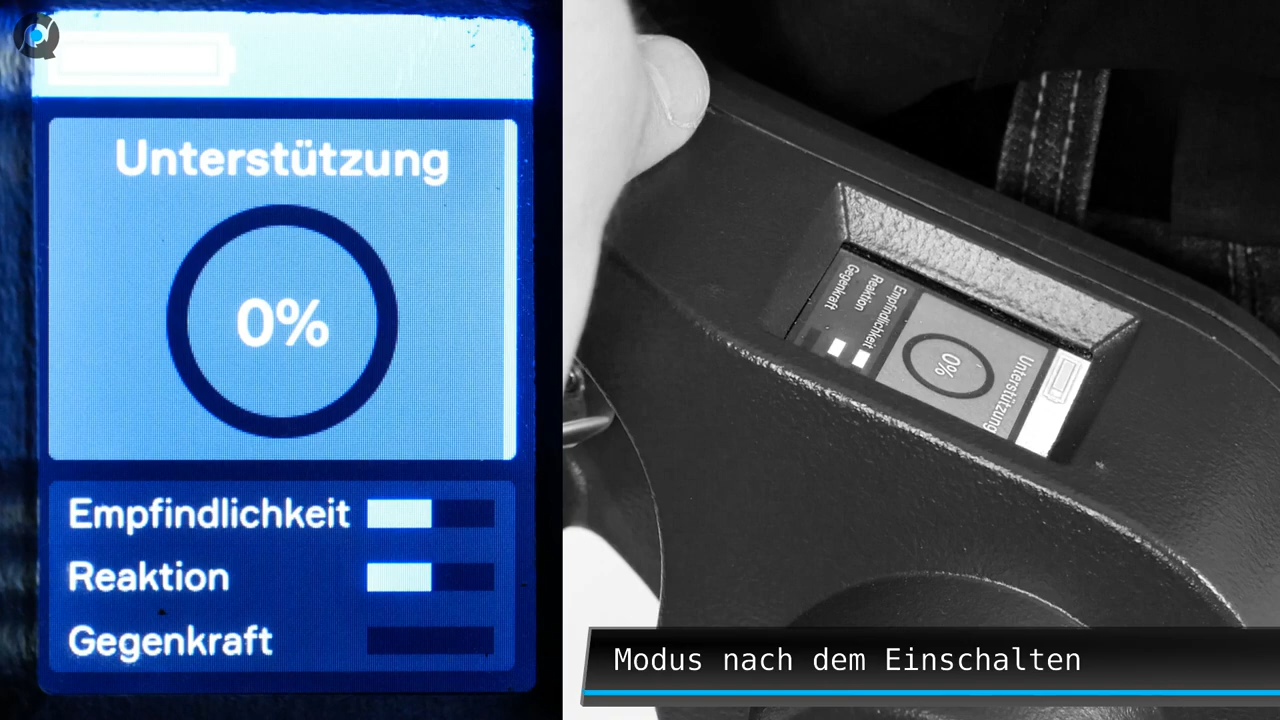 Unterstützung
0%
Empfindlichkeit
Reaktion
Gegenkraft
Unterstützung
0%
Empfindlichkeit
Reaktion
Gegenkraft
Modus nach dem Einschalten